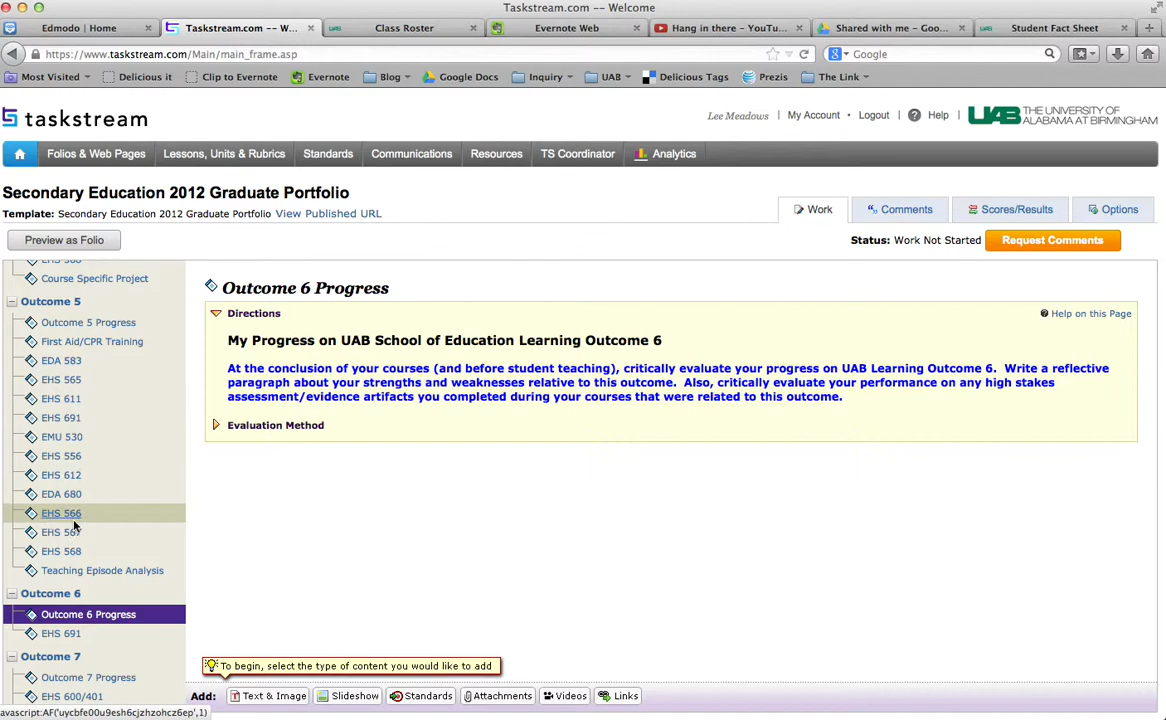 Taskstream.com -- Welcome
Edmodo | Home
Taskstream.com -- W...
Class Roster
Evernote Web
Hang in there - YouTu...
Shared with me - Goo...
Student Fact Sheet
https://www.taskstream.com/Main/main_frame.asp
Google
Most Visited
Delicious it
Clip to Evernote
Evernote
Blog
Google Docs
Inquiry
UAB
Delicious Tags
Prezis
The Link
taskstream
Lee Meadows
My Account
Logout
Help
UAB THE UNIVERSITY OF
ALABAMA AT BIRMINGHAM
Folios & Web Pages
Lessons, Units & Rubrics
Standards
Communications
Resources
TS Coordinator
Analytics
Secondary Education 2012 Graduate Portfolio
Template: Secondary Education 2012 Graduate Portfolio View Published URL
Work
Comments
Scores/Results
Options
Preview as Folio
Status: Work Not Started
Request Comments
EHS 568
Course Specific Project
Outcome 5
Outcome 5 Progress
First Aid/CPR Training
EDA 583
EHS 565
EHS 611
EHS 691
EMU 530
EHS 556
EHS 612
EDA 680
EHS 566
EHS 567
EHS 568
Teaching Episode Analysis
Outcome 6
Outcome 6 Progress
EHS 691
Outcome 7
Outcome 7 Progress
EHS 600/401
avascript:AF('uycbfe00u9esh6cjzhzohcz6ep',1)
Outcome 6 Progress
Directions
Help on this Page
My Progress on UAB School of Education Learning Outcome 6
At the conclusion of your courses (and before student teaching), critically evaluate your progress on UAB Learning Outcome 6. Write a reflective
paragraph about your strengths and weaknesses relative to this outcome. Also, critically evaluate your performance on any high stakes
assessment/evidence artifacts you completed during your courses that were related to this outcome.
Evaluation Method
To begin, select the type of content you would like to add
Add:
Text & Image
Slideshow
Standards
Attachments
Videos
Links